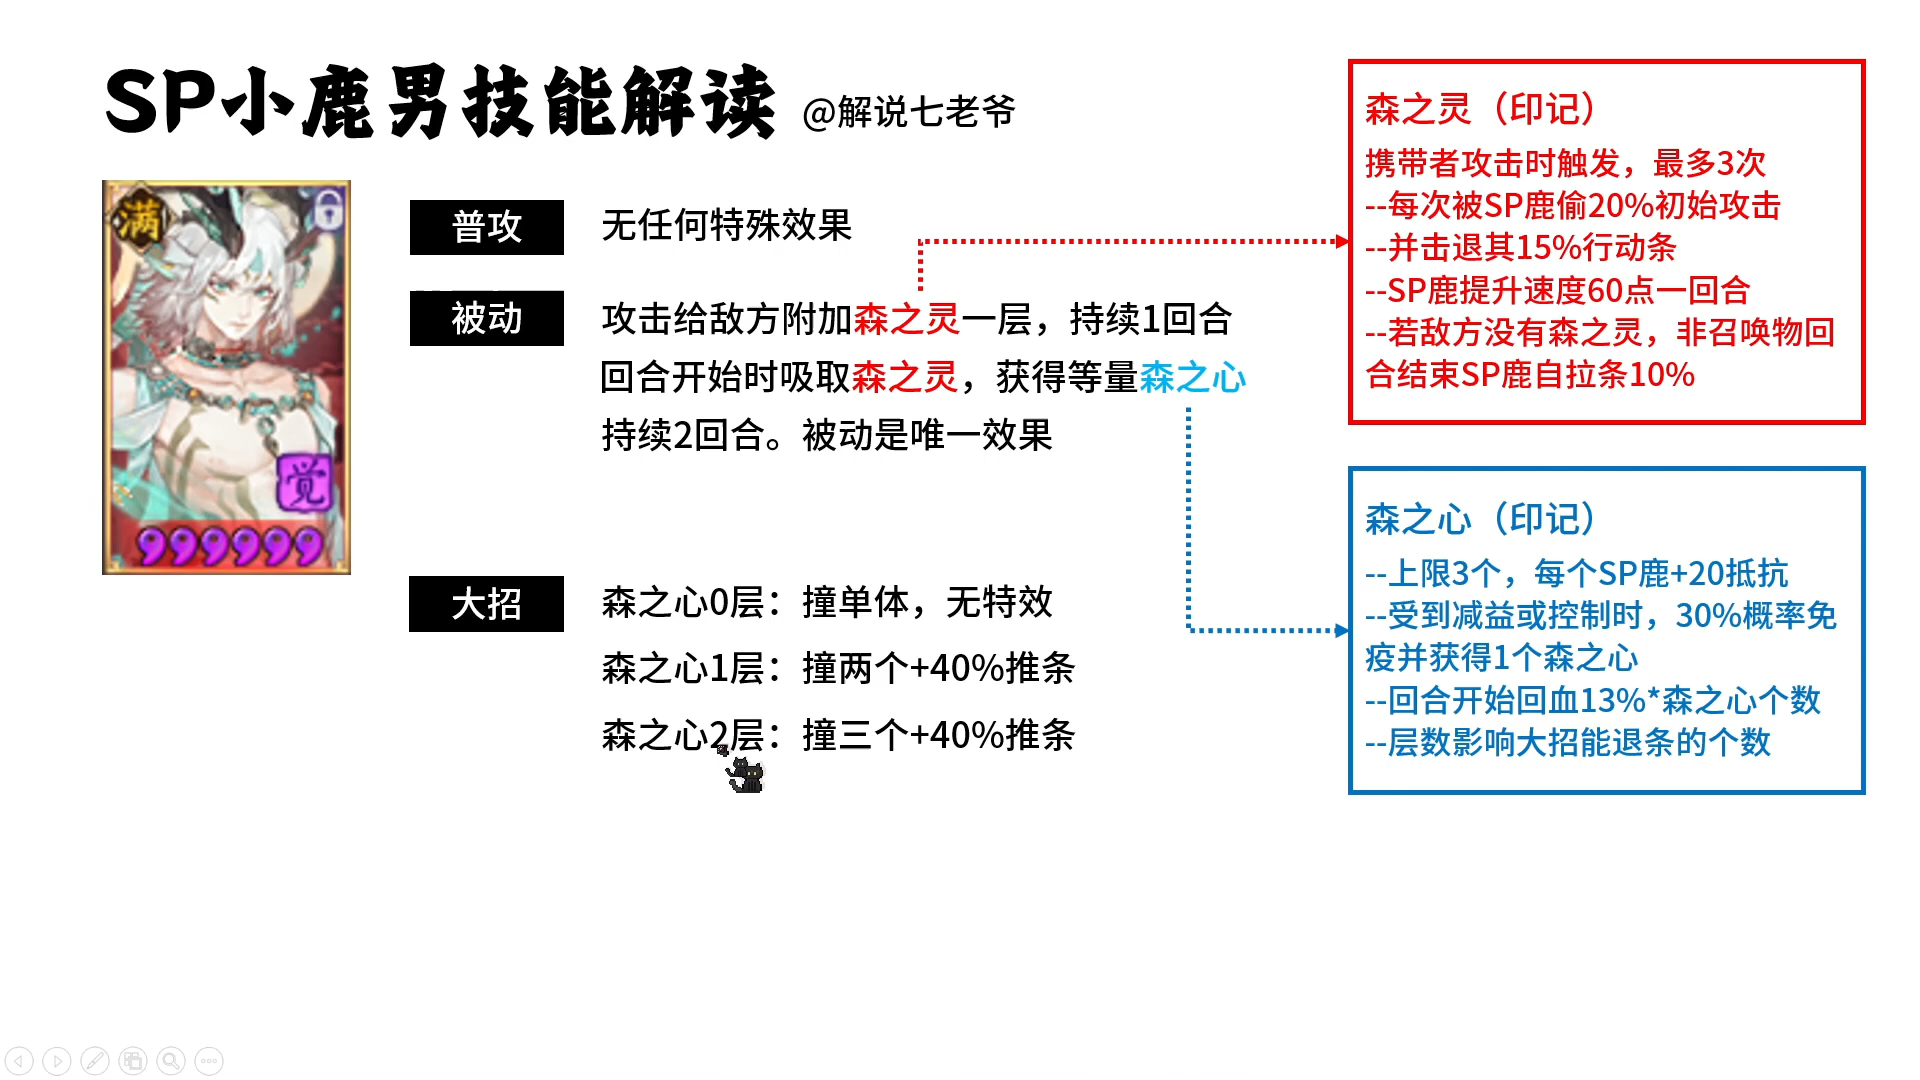 SP小鹿男技能解读 @解说七老爷
满
觉
普攻
无任何特殊效果
被动
攻击给敌方附加森之灵一层，持续1回合
回合开始时吸取森之灵，获得等量森之心
持续2回合。被动是唯一效果
大招
森之心0层：撞单体，无特效
森之心1层：撞两个+40%推条
森之心2层：撞三个+40%推条
森之灵（印记）
携带者攻击时触发，最多3次
--每次被SP鹿偷20%初始攻击
--并击退其15%行动条
--SP鹿提升速度60点一回合
--若敌方没有森之灵，非召唤物回
合结束SP鹿自拉条10%
森之心（印记）
--上限3个，每个SP鹿+20抵抗
--受到减益或控制时，30%概率免
疫并获得1个森之心
--回合开始回血13%*森之心个数
--层数影响大招能退条的个数